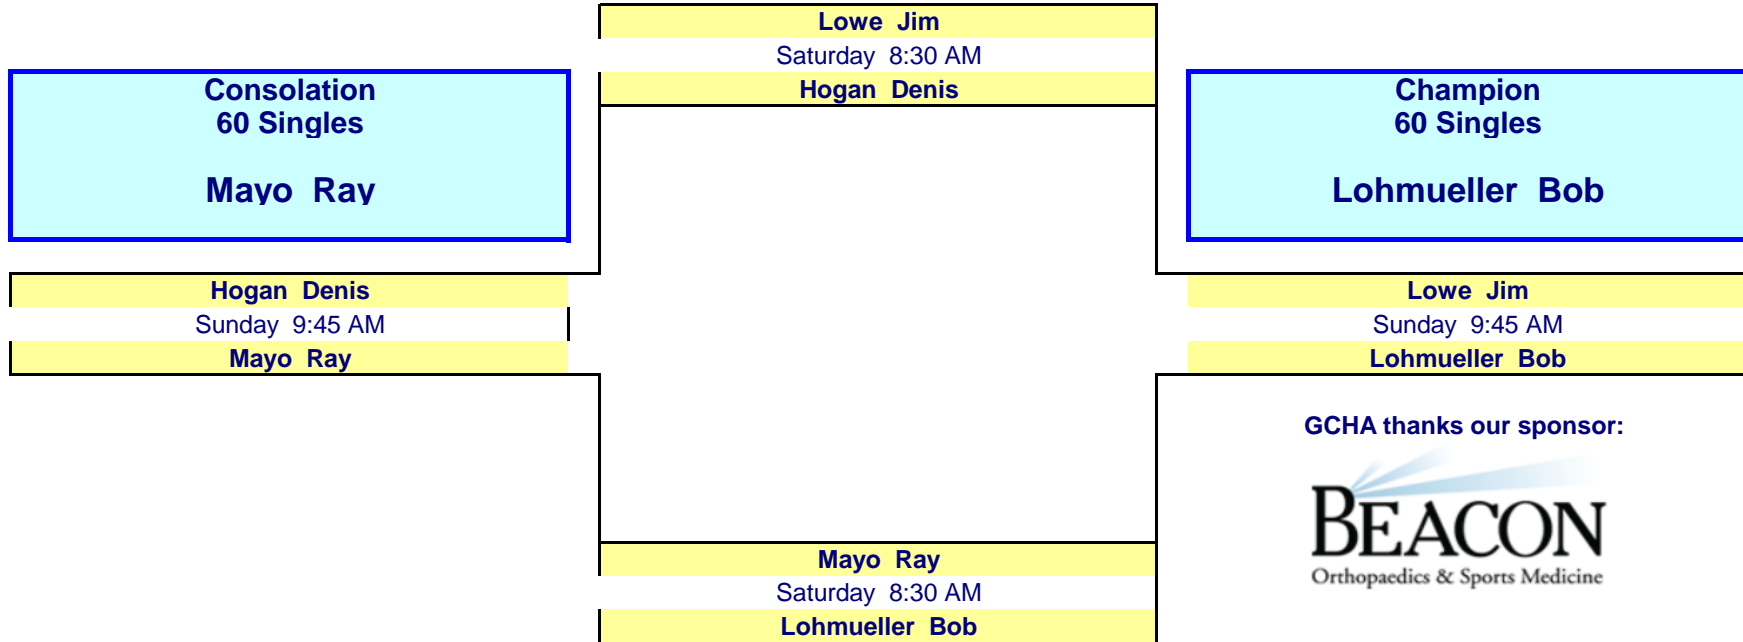 Lowe Jim
Saturday 8:30 AM
Hogan Denis
Consolation
60 Singles
Mayo Ray
Champion
60 Singles
Lohmueller Bob
Hogan Denis
Sunday 9:45 AM
Mayo Ray
Lowe Jim
Sunday 9:45 AM
Lohmueller Bob
GCHA thanks our sponsor:
BEACON
Orthopaedics & Sports Medicine
Mayo Ray
Saturday 8:30 AM
Lohmueller Bob